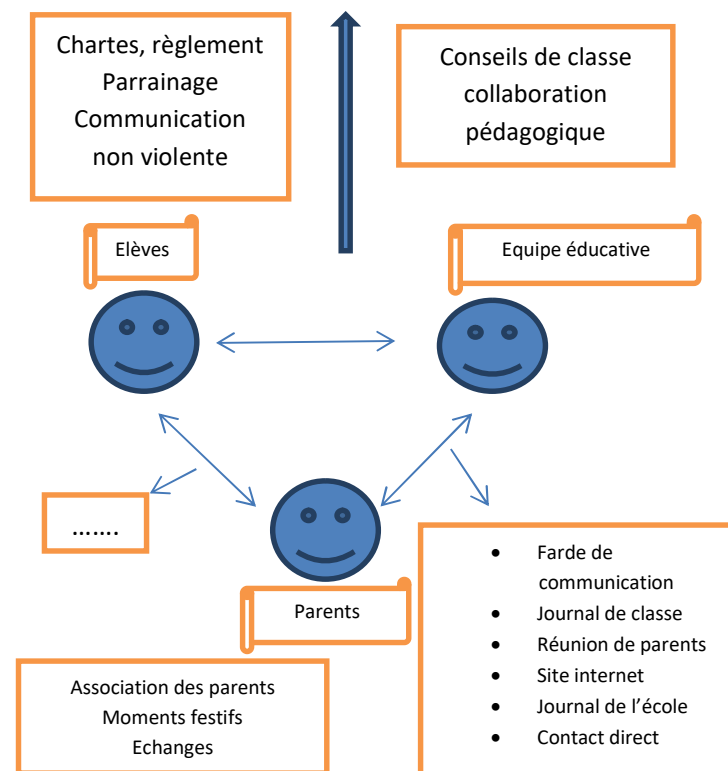 Chartes, règlement
Parrainage
Communication
non violente
Conseils de classe
collaboration
pédagogique
Elèves
Equipe éducative
.......
Parents
• Farde de
communication
• Journal de classe
• Réunion de parents
• Site internet
• Journal de l’école
• Contact direct
Association des parents
Moments festifs
Echanges